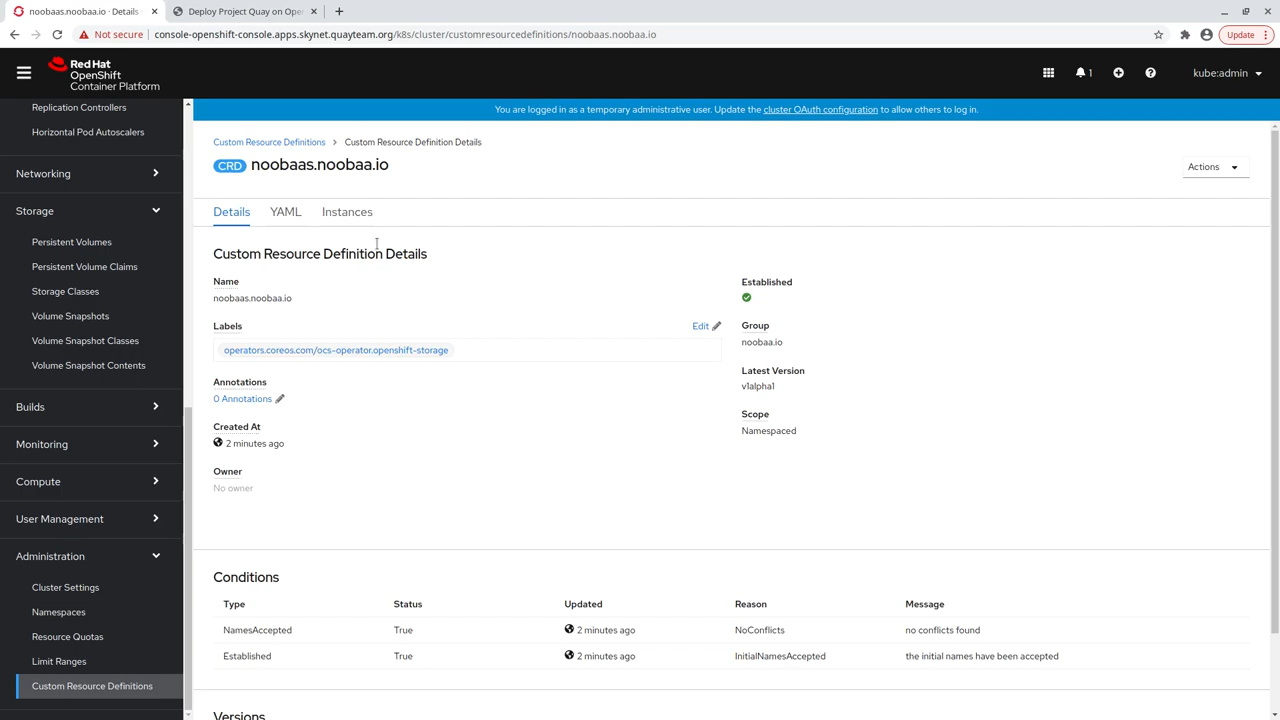 noobaas.noobaa.io · Details
Deploy Project Quay on Ope
Not secure
console-openshift-console.apps.skynet.quayteam.org/k8s/cluster/customresourcedefinitions/noobaas.noobaa.io
Update
Red Hat
OpenShift
Container Platform
1
kube:admin
You are logged in as a temporary administrative user. Update the cluster OAuth configuration to allow others to log in.
Replication Controllers
Horizontal Pod Autoscalers
Networking
Storage
Persistent Volumes
Persistent Volume Claims
Storage Classes
Volume Snapshots
Volume Snapshot Classes
Volume Snapshot Contents
Builds
Monitoring
Compute
User Management
Administration
Cluster Settings
Namespaces
Resource Quotas
Limit Ranges
Custom Resource Definitions
Custom Resource Definitions > Custom Resource Definition Details
CRD noobaas.noobaa.io
Actions
Details YAML Instances
Custom Resource Definition Details
Name
noobaas.noobaa.io
Labels
Edit
operators.coreos.com/ocs-operator.openshift-storage
Annotations
0 Annotations
Created At
2 minutes ago
Owner
No owner
Established
Group
noobaa.io
Latest Version
v1alpha1
Scope
Namespaced
Conditions
Type Status Updated Reason Message
NamesAccepted True 2 minutes ago NoConflicts no conflicts found
Established True 2 minutes ago InitialNamesAccepted the initial names have been accepted
Versions